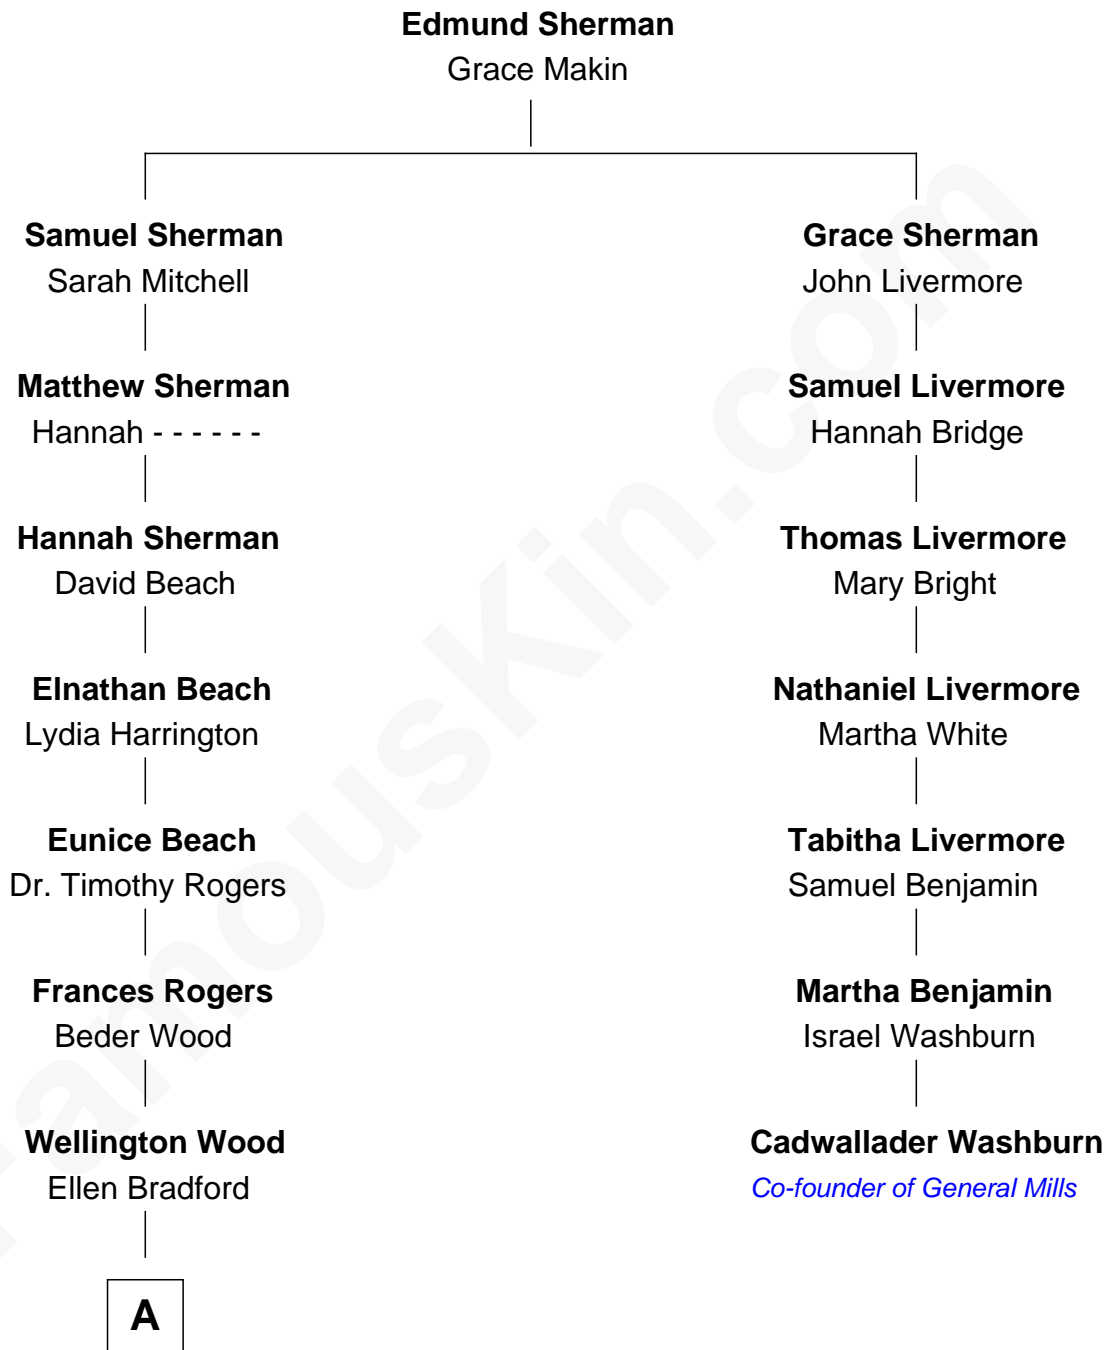 Edmund Sherman
Grace Makin
Samuel Sherman
Sarah Mitchell
Grace Sherman
John Livermore
Matthew Sherman
Hannah - - - - - -
Samuel Livermore
Hannah Bridge
Hannah Sherman
David Beach
Thomas Livermore
Mary Bright
Elnathan Beach
Lydia Harrington
Nathaniel Livermore
Martha White
Eunice Beach
Dr. Timothy Rogers
Tabitha Livermore
Samuel Benjamin
Frances Rogers
Beder Wood
Martha Benjamin
Israel Washburn
Wellington Wood
Ellen Bradford
Cadwallader Washburn
Co-founder of General Mills
A
FamousKin.com